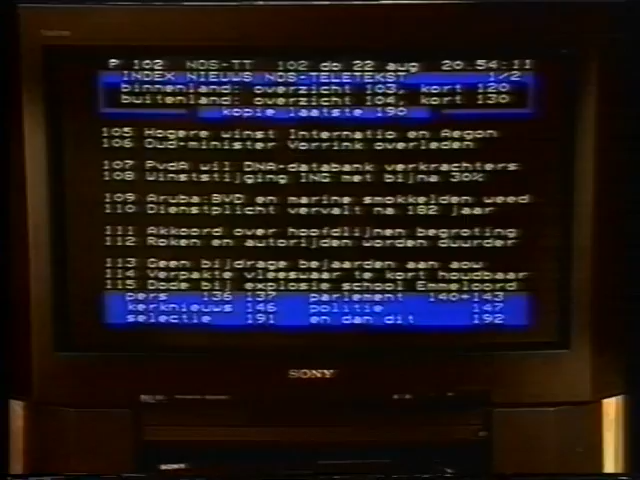 P 102 NOS-TT 102 do 22 aug 20.54:11
INDEX NIEUWS NOS-TELETEKST 1/2
binnenland: overzicht 103, kort 120
buitenland: overzicht 104, kort 130
kopie laatste 190
105 Hogere winst Internatio en Aegon
106 Oud-minister Vorrink overleden
107 PvdA wil DNA-databank verkrachters
108 Winststijging ING met bijna 30%
109 Aruba:BVD en marine smokkelden weed
110 Dienstplicht vervalt na 182 jaar
111 Akkoord over hoofdlijnen begroting
112 Roken en autorijden worden duurder
113 Geen bijdrage bejaarden aan aow
114 Verpakte vleeswaar te kort houdbaar
115 Dode bij explosie school Emmeloord
pers 136 137 parlement 140+143
kerknieuws 146 politie 147
selectie 191 en dan dit 192
SONY
SONY